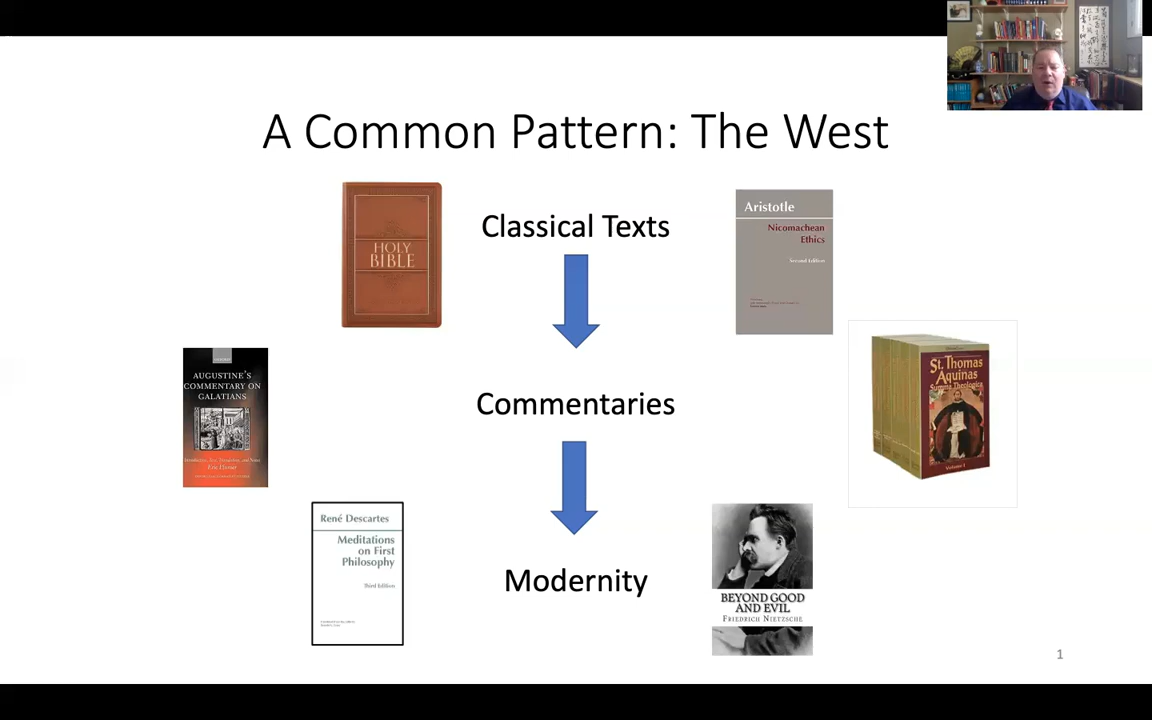 A Common Pattern: The West
HOLY
BIBLE
Classical Texts
Aristotle
Nicomachean
Ethics
Second Edition
AUGUSTINE'S
COMMENTARY ON
GALATIANS
Commentaries
St. Thomas
Aquinas
Summa Theologica
Volume I
René Descartes
Meditations
on First
Philosophy
Third Edition
Modernity
BEYOND GOOD
AND EVIL
FRIEDRICH NIETZSCHE
1